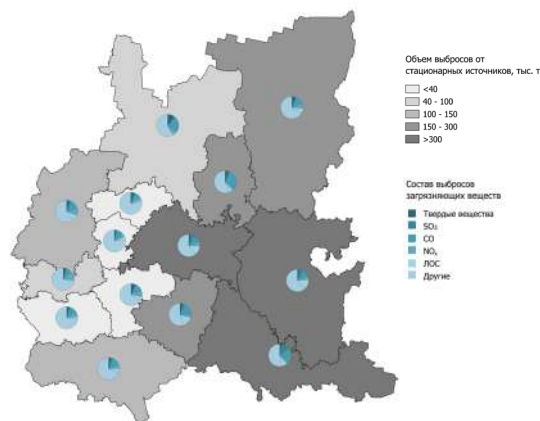 Объем выбросов от
стационарных источников, тыс. т
<40
40 - 100
100 - 150
150 - 300
>300
Состав выбросов
загрязняющих веществ
Твердые вещества
SO₂
CO
NOₓ
ЛОС
Другие